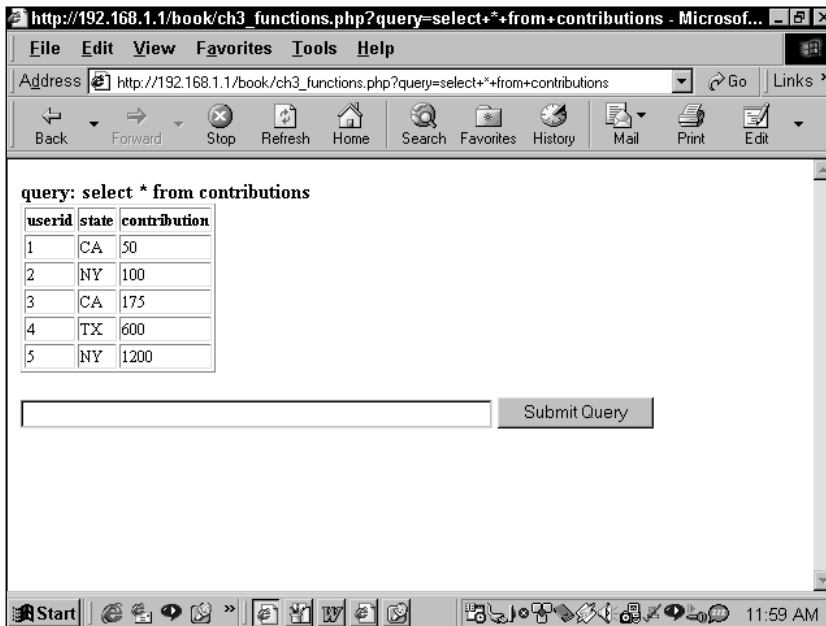 http://192.168.1.1/book/ch3_functions.php?query=select+*+from+contributions - Microsof...
File Edit View Favorites Tools Help
Address http://192.168.1.1/book/ch3_functions.php?query=select+*+from+contributions Go Links »
Back Forward Stop Refresh Home Search Favorites History Mail Print Edit
query: select * from contributions
userid state contribution
1 CA 50
2 NY 100
3 CA 175
4 TX 600
5 NY 1200
Submit Query
Start » 11:59 AM